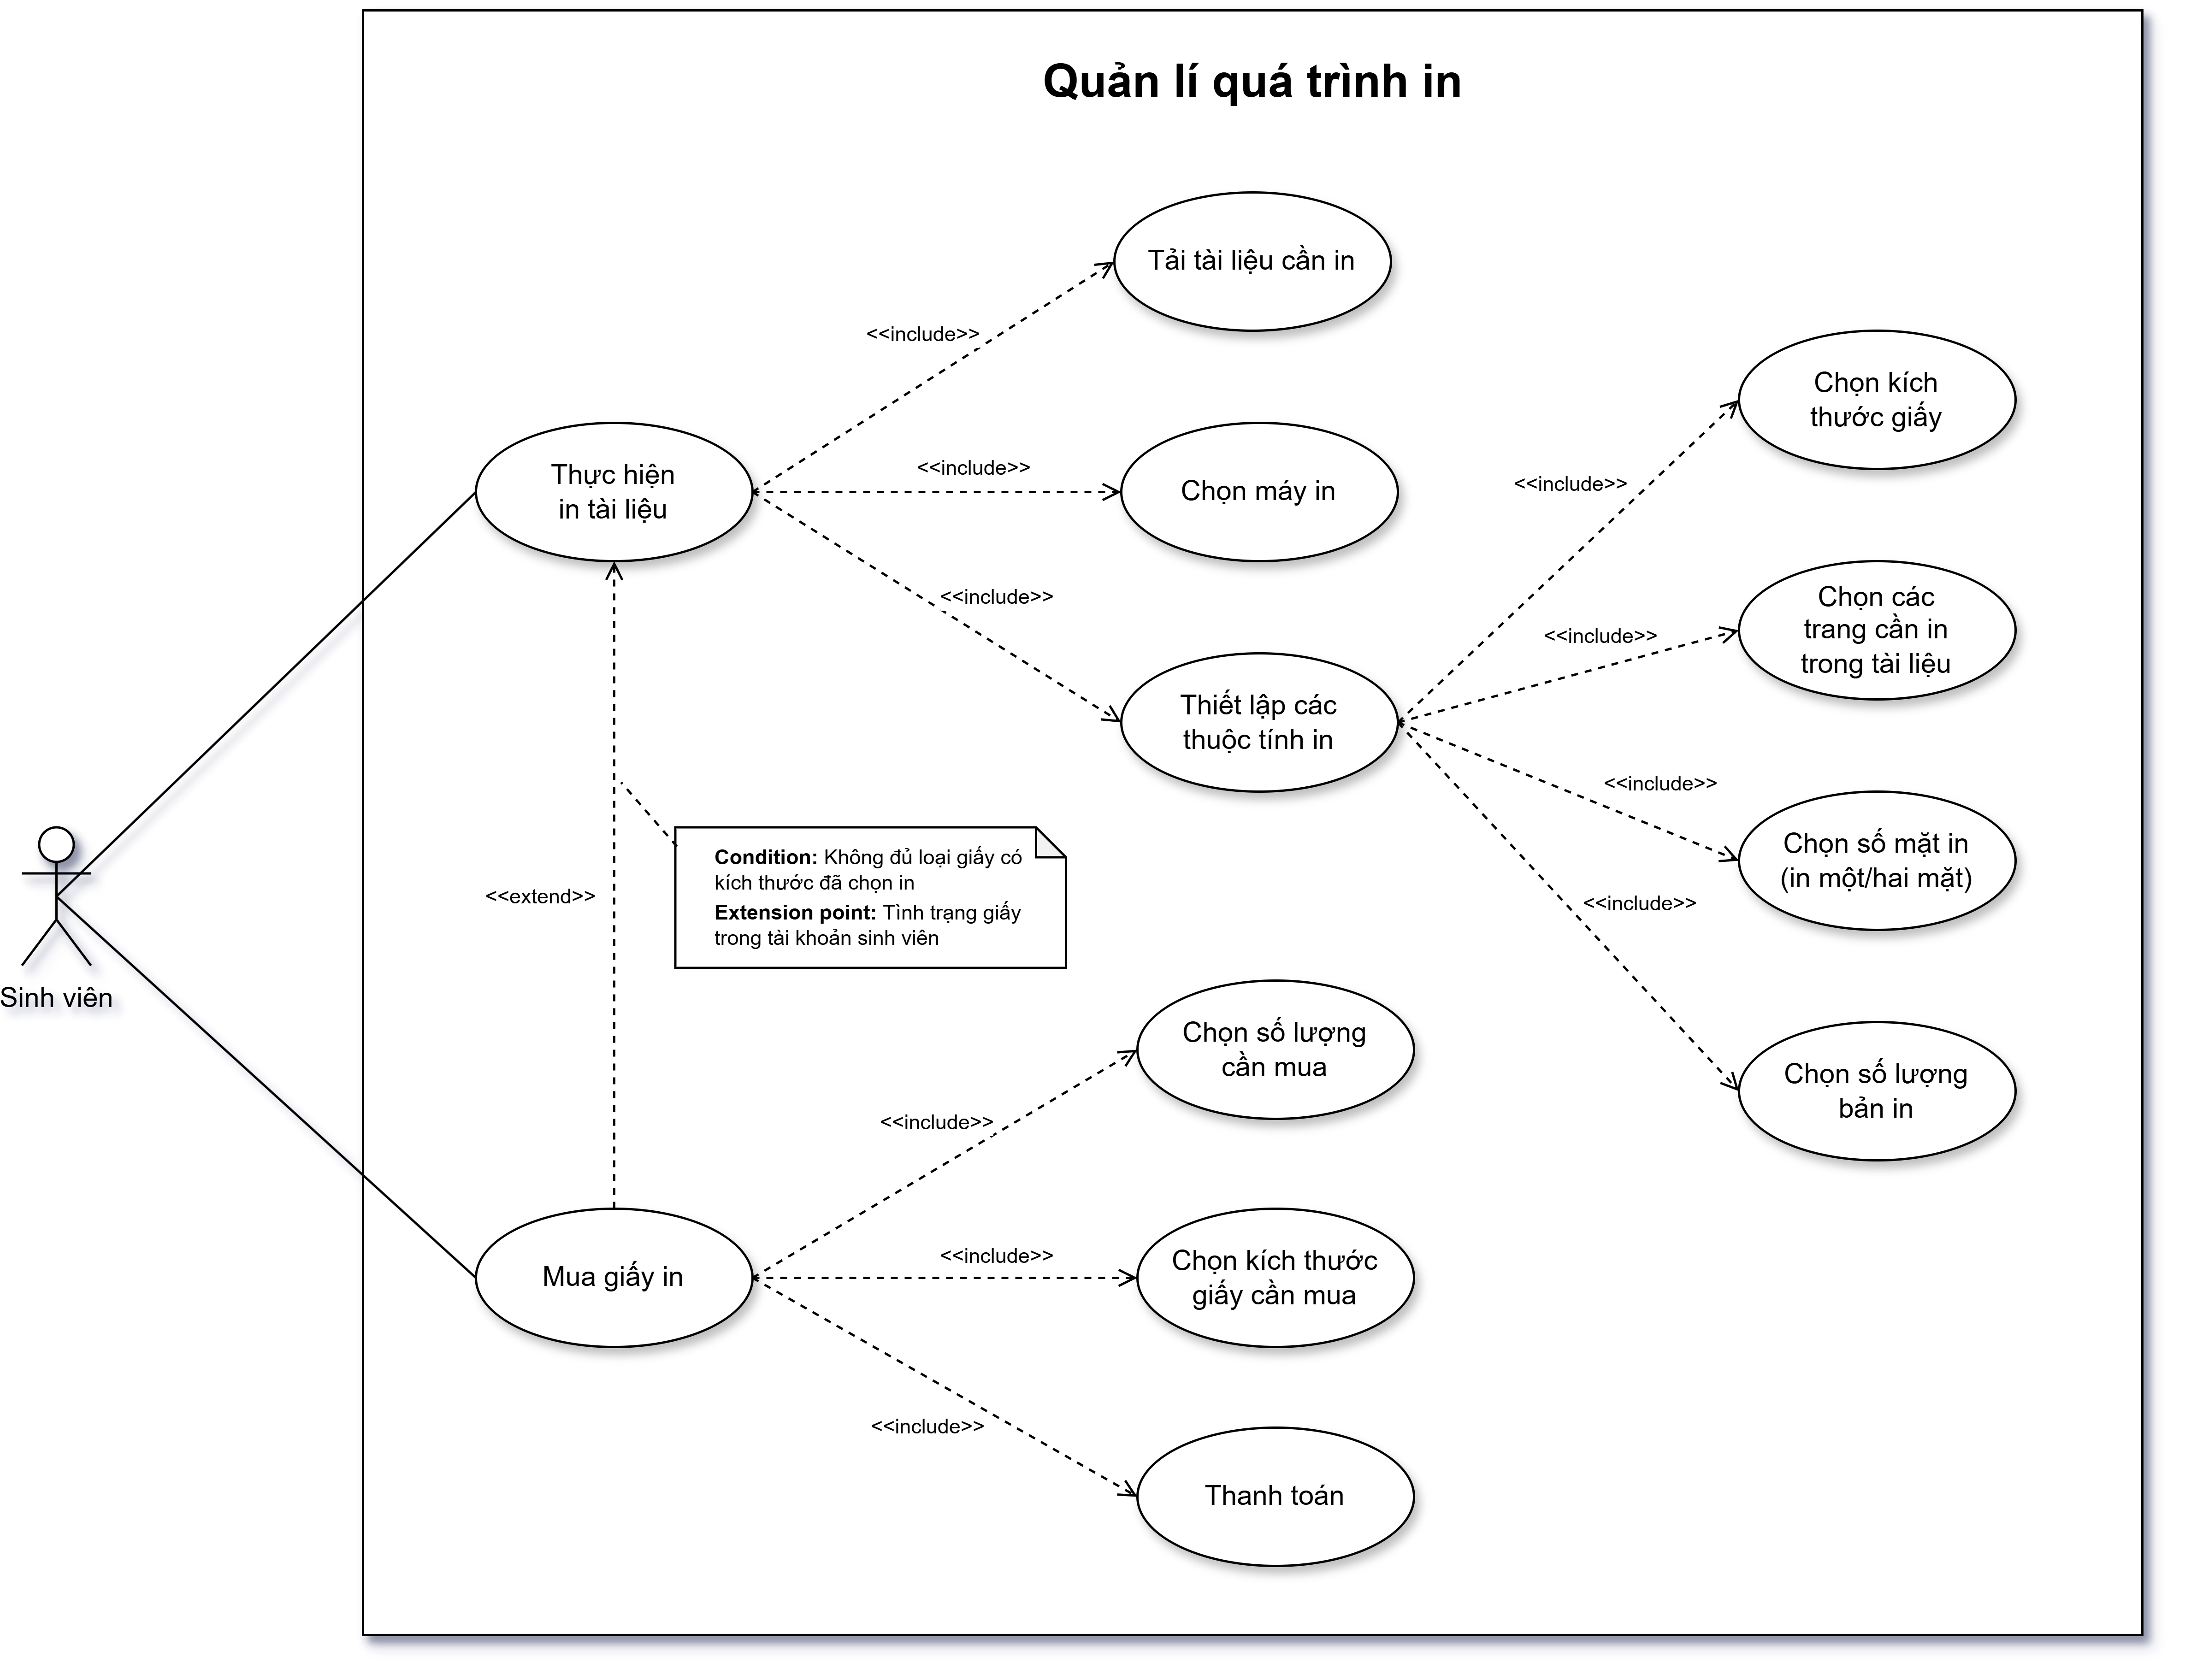 Quản lí quá trình in
Tải tài liệu cần in
<<include>>
Chọn kích
thước giấy
Thực hiện
in tài liệu
<<include>>
Chọn máy in
<<include>>
<<include>>
Chọn các
trang cần in
trong tài liệu
<<include>>
Thiết lập các
thuộc tính in
<<include>>
Chọn số mặt in
(in một/hai mặt)
<<include>>
Condition: Không đủ loại giấy có
kích thước đã chọn in
Extension point: Tình trạng giấy
trong tài khoản sinh viên
<<extend>>
Sinh viên
Chọn số lượng
cần mua
Chọn số lượng
bản in
<<include>>
Mua giấy in
<<include>>
Chọn kích thước
giấy cần mua
<<include>>
Thanh toán